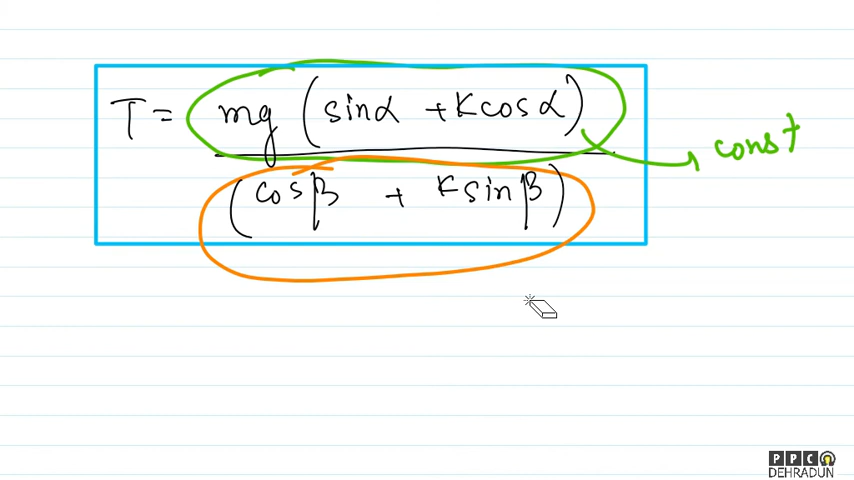 T = mg (sinα + K cosα)
(cosβ + K sinβ)
const
PPC
DEHRADUN